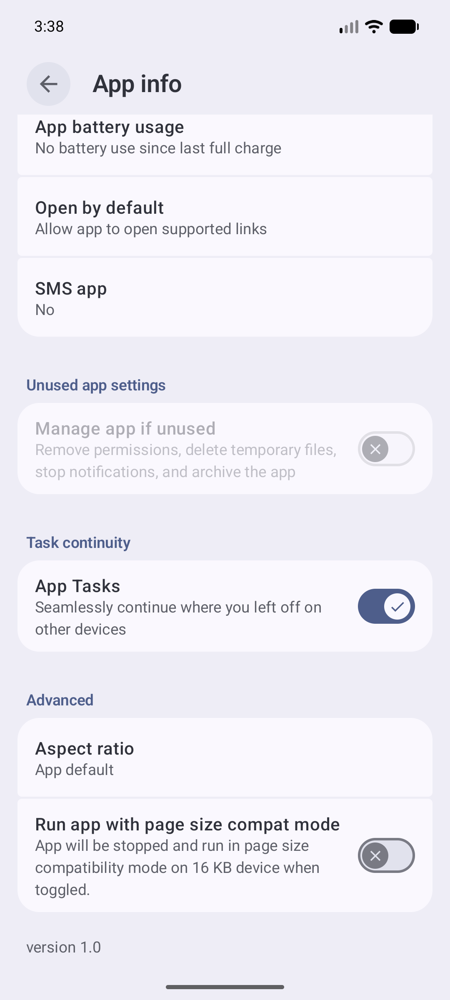 3:38
App info
App battery usage
No battery use since last full charge
Open by default
Allow app to open supported links
SMS app
No
Unused app settings
Manage app if unused
Remove permissions, delete temporary files,
stop notifications, and archive the app
Task continuity
App Tasks
Seamlessly continue where you left off on
other devices
Advanced
Aspect ratio
App default
Run app with page size compat mode
App will be stopped and run in page size
compatibility mode on 16 KB device when
toggled.
version 1.0